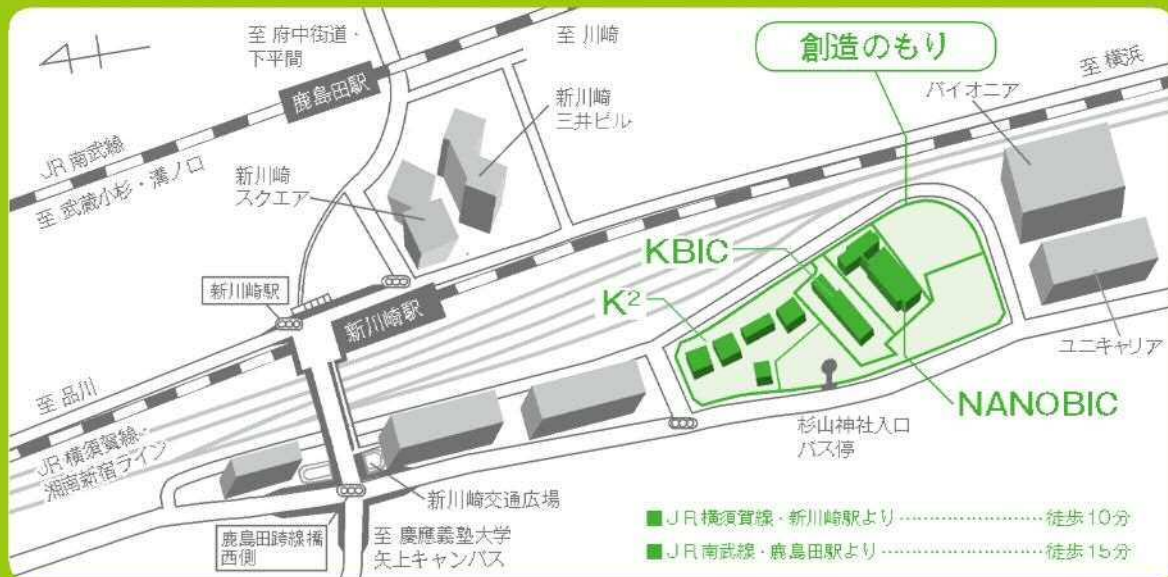 至 府中街道・
下平間
至 川崎
創造のもり
至 横浜
鹿島田駅
新川崎
三井ビル
パイオニア
JR 南武線
至 武蔵小杉・溝ノ口
新川崎
スクエア
KBIC
K²
新川崎駅
新川崎駅
ユニキャリア
至 品川
NANOBIC
JR 横須賀線・
湘南新宿ライン
杉山神社入口
バス停
新川崎交通広場
鹿島田跨線橋
西側
至 慶應義塾大学
矢上キャンパス
■JR横須賀線・新川崎駅より……………………徒歩10分
■JR南武線・鹿島田駅より………………………徒歩15分